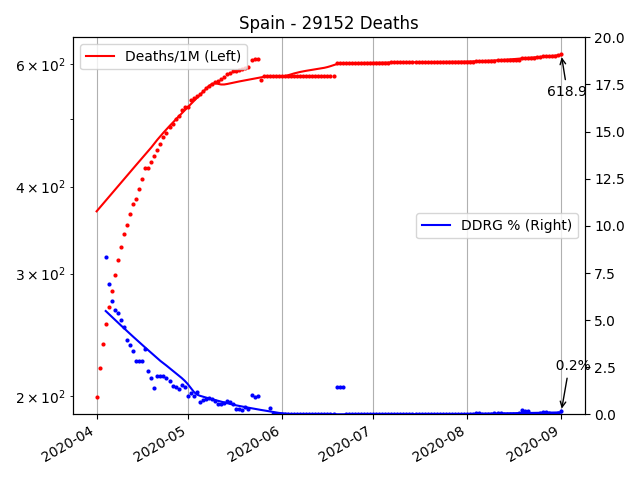 Spain - 29152 Deaths
Deaths/1M (Left)
DDRG % (Right)
618.9
0.2%
6 × 10²
4 × 10²
3 × 10²
2 × 10²
20.0
17.5
15.0
12.5
10.0
7.5
5.0
2.5
0.0
2020-04
2020-05
2020-06
2020-07
2020-08
2020-09